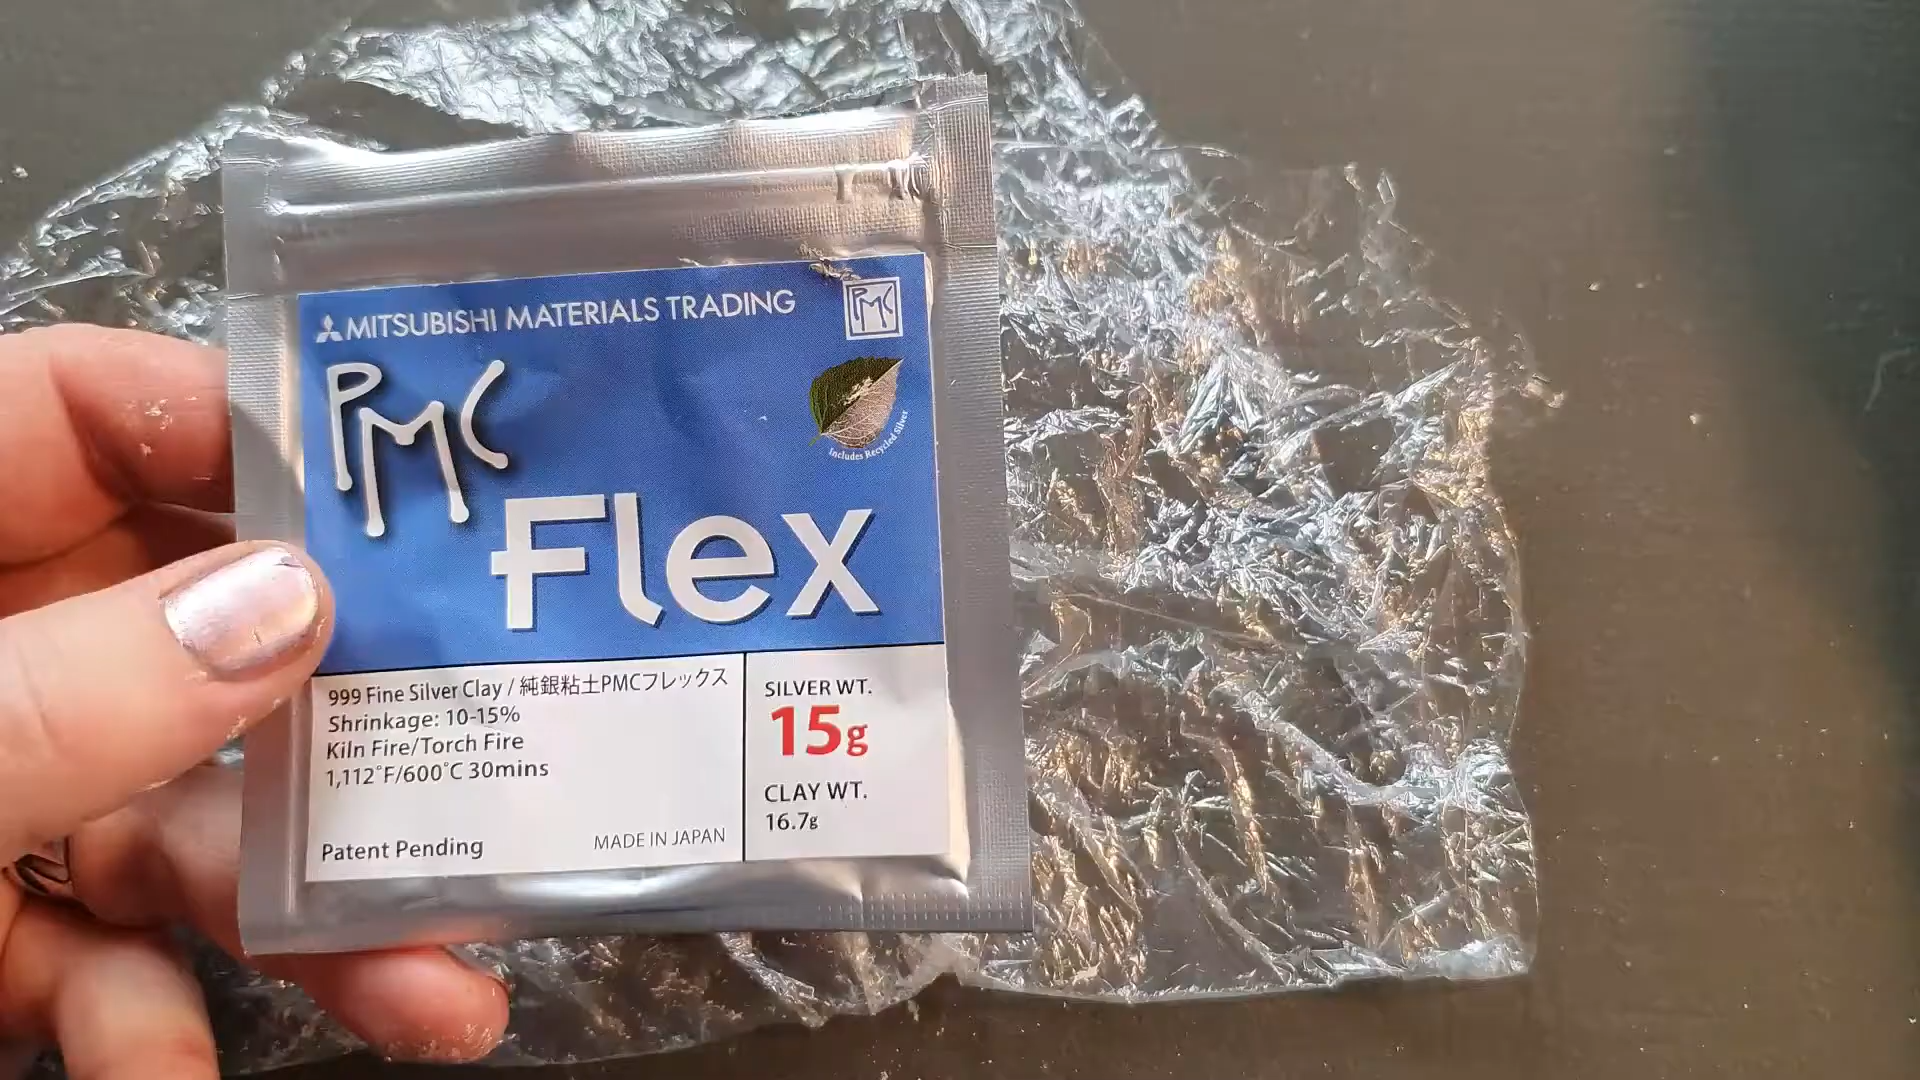 MITSUBISHI MATERIALS TRADING
PMC
PMC
Flex
Includes Recycled Silver
999 Fine Silver Clay / 純銀粘土PMCフレックス
Shrinkage: 10-15%
Kiln Fire/Torch Fire
1,112˚F/600˚C 30mins
Patent Pending
MADE IN JAPAN
SILVER WT.
15g
CLAY WT.
16.7g